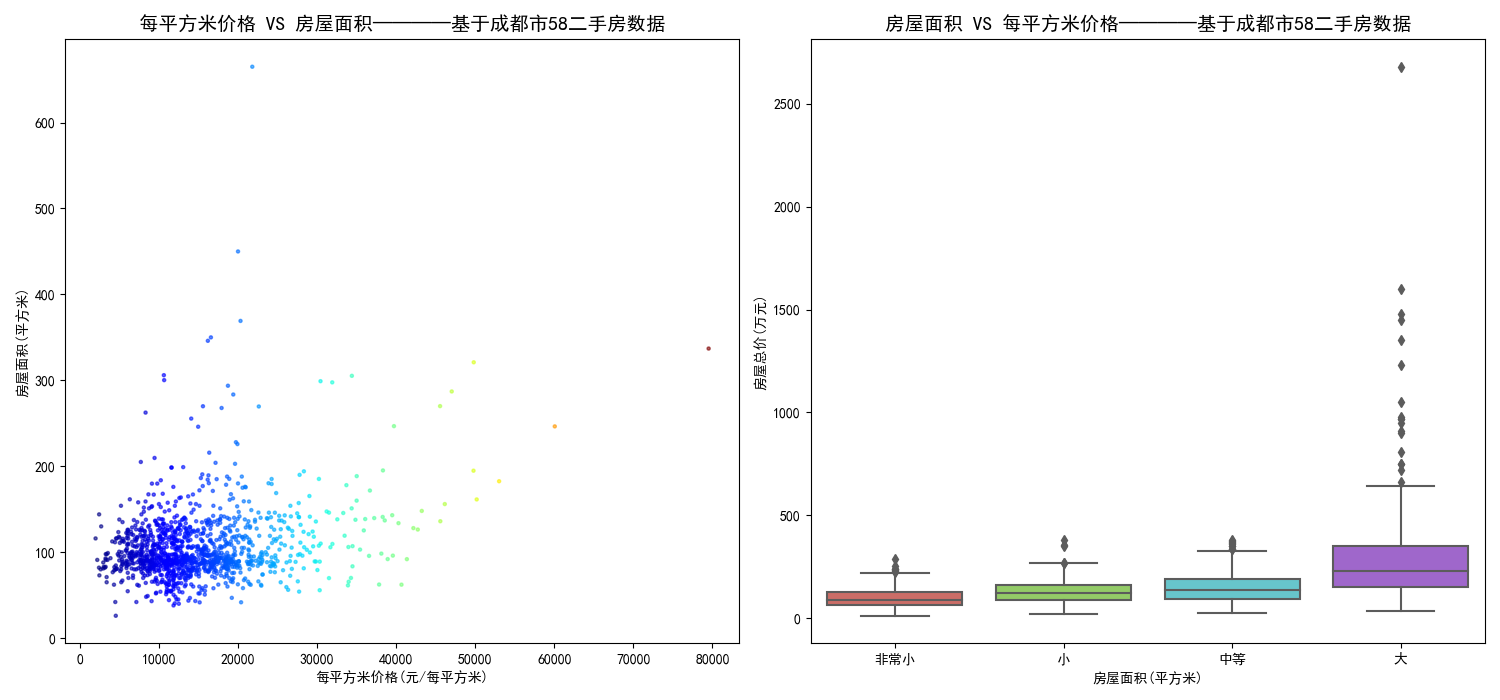 每平方米价格 VS 房屋面积————基于成都市58二手房数据
房屋面积(平方米)
600
500
400
300
200
100
0
0 10000 20000 30000 40000 50000 60000 70000 80000
每平方米价格(元/每平方米)
房屋面积 VS 每平方米价格————基于成都市58二手房数据
房屋总价(万元)
2500
2000
1500
1000
500
0
非常小 小 中等 大
房屋面积(平方米)